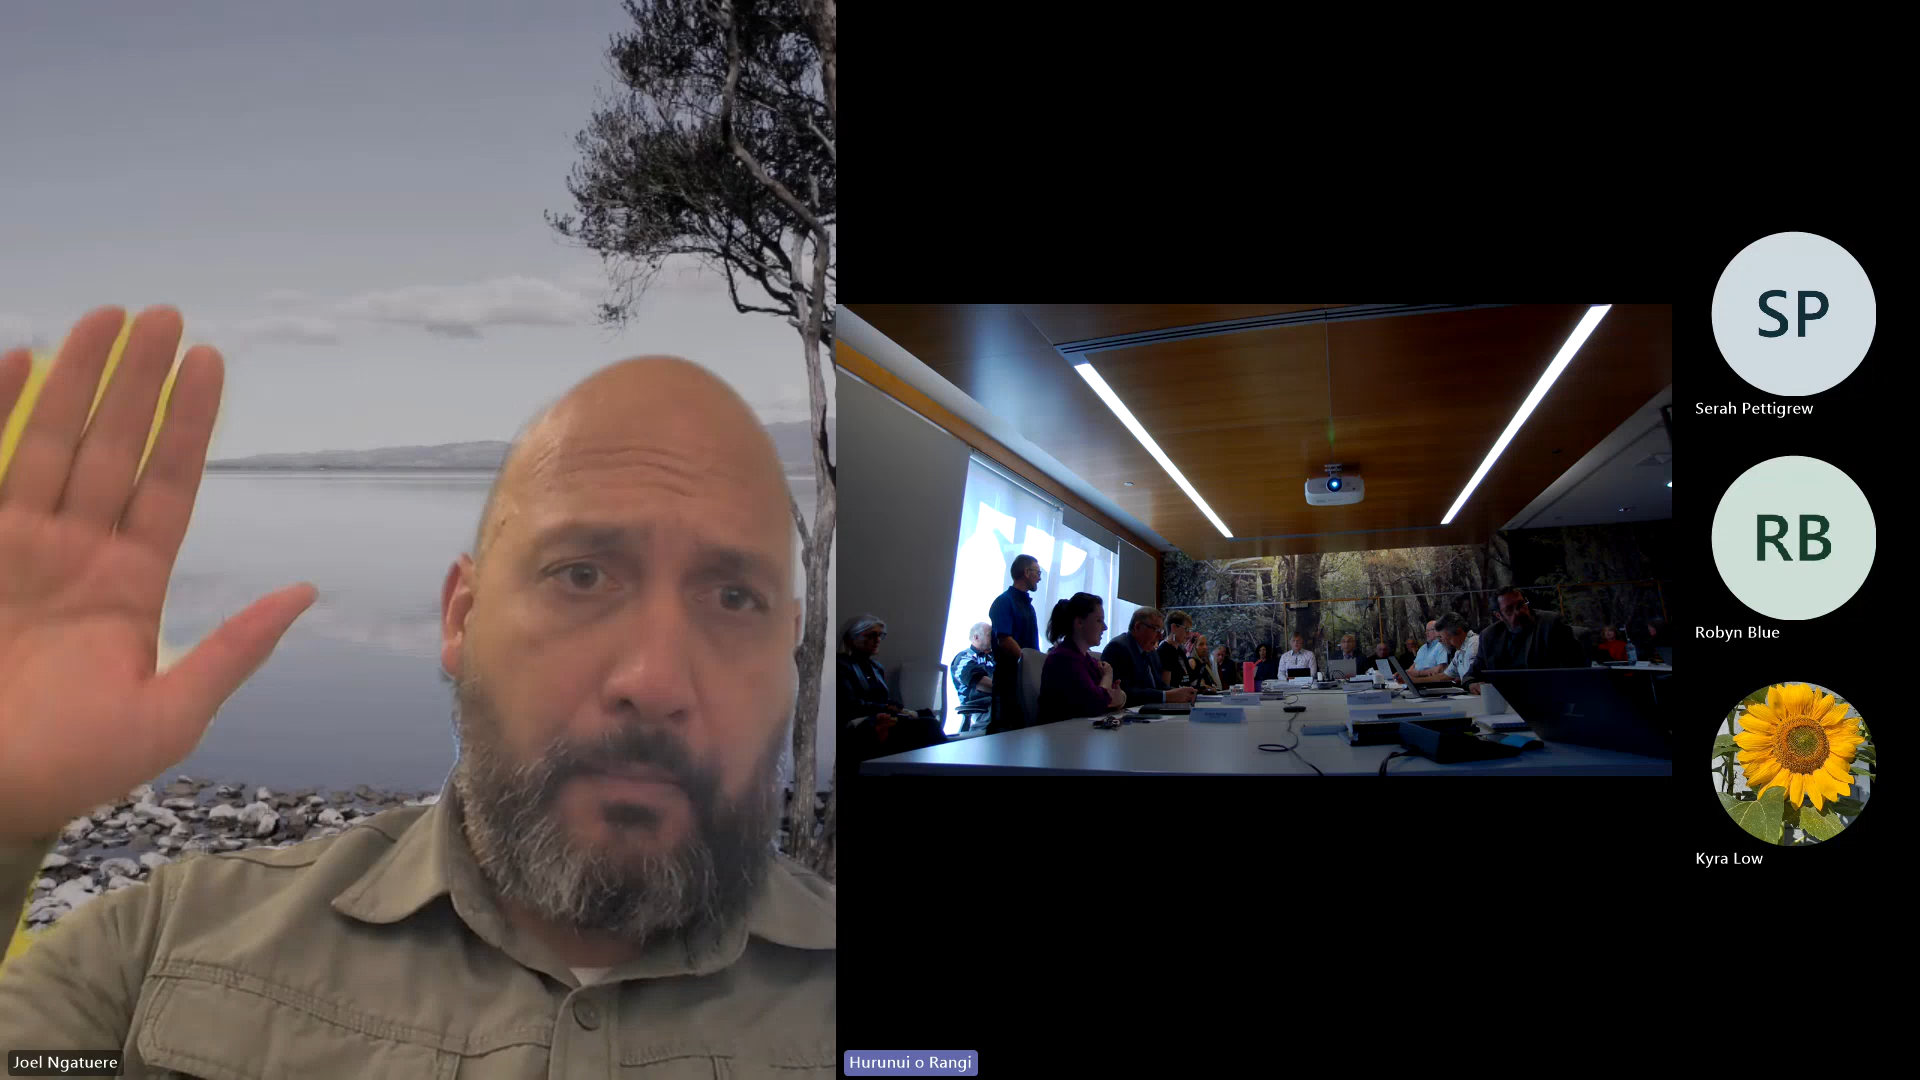 SP
Serah Pettigrew
RB
Robyn Blue
Kyra Low
Joel Ngatuere
Hurunui o Rangi